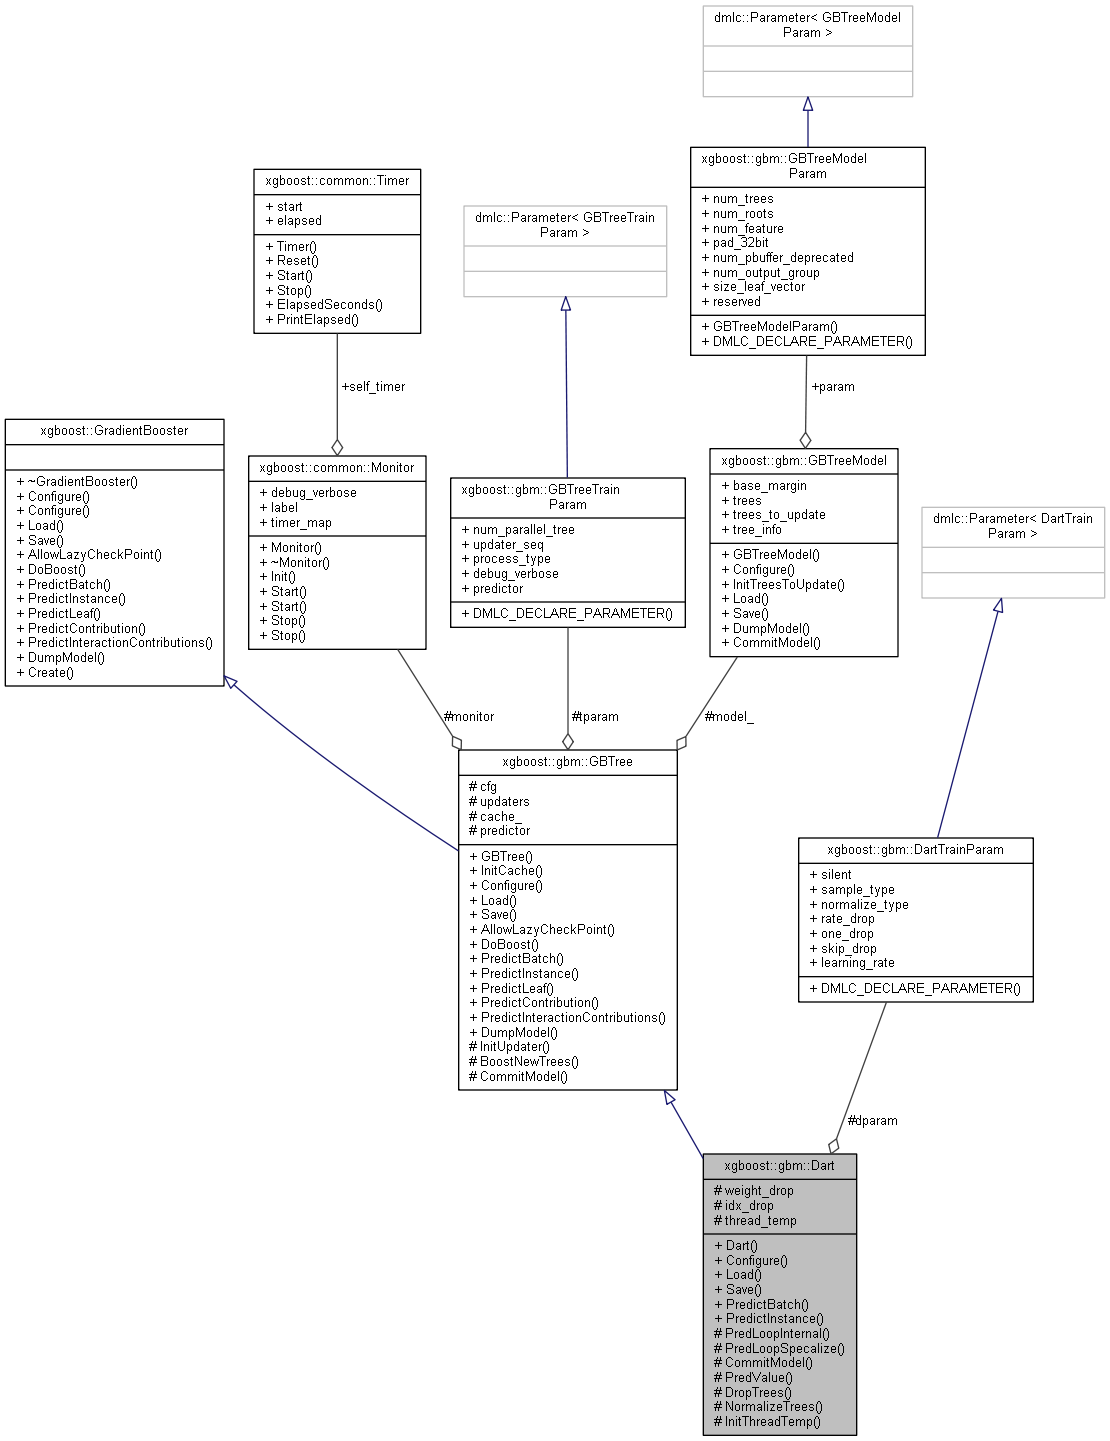 dmlc::Parameter< GBTreeModel
Param >
xgboost::gbm::GBTreeModel
Param
+ num_trees
+ num_roots
+ num_feature
+ pad_32bit
+ num_pbuffer_deprecated
+ num_output_group
+ size_leaf_vector
+ reserved
+ GBTreeModelParam()
+ DMLC_DECLARE_PARAMETER()
xgboost::common::Timer
+ start
+ elapsed
+ Timer()
+ Reset()
+ Start()
+ Stop()
+ ElapsedSeconds()
+ PrintElapsed()
dmlc::Parameter< GBTreeTrain
Param >
+self_timer
+param
xgboost::GradientBooster
+ ~GradientBooster()
+ Configure()
+ Configure()
+ Load()
+ Save()
+ AllowLazyCheckPoint()
+ DoBoost()
+ PredictBatch()
+ PredictInstance()
+ PredictLeaf()
+ PredictContribution()
+ PredictInteractionContributions()
+ DumpModel()
+ Create()
xgboost::common::Monitor
+ debug_verbose
+ label
+ timer_map
+ Monitor()
+ ~Monitor()
+ Init()
+ Start()
+ Start()
+ Stop()
+ Stop()
xgboost::gbm::GBTreeTrain
Param
+ num_parallel_tree
+ updater_seq
+ process_type
+ debug_verbose
+ predictor
+ DMLC_DECLARE_PARAMETER()
xgboost::gbm::GBTreeModel
+ base_margin
+ trees
+ trees_to_update
+ tree_info
+ GBTreeModel()
+ Configure()
+ InitTreesToUpdate()
+ Load()
+ Save()
+ DumpModel()
+ CommitModel()
dmlc::Parameter< DartTrain
Param >
#monitor
#tparam
#model_
xgboost::gbm::GBTree
# cfg
# updaters
# cache_
# predictor
+ GBTree()
+ InitCache()
+ Configure()
+ Load()
+ Save()
+ AllowLazyCheckPoint()
+ DoBoost()
+ PredictBatch()
+ PredictInstance()
+ PredictLeaf()
+ PredictContribution()
+ PredictInteractionContributions()
+ DumpModel()
# InitUpdater()
# BoostNewTrees()
# CommitModel()
xgboost::gbm::DartTrainParam
+ silent
+ sample_type
+ normalize_type
+ rate_drop
+ one_drop
+ skip_drop
+ learning_rate
+ DMLC_DECLARE_PARAMETER()
#dparam
xgboost::gbm::Dart
# weight_drop
# idx_drop
# thread_temp
+ Dart()
+ Configure()
+ Load()
+ Save()
+ PredictBatch()
+ PredictInstance()
# PredLoopInternal()
# PredLoopSpecalize()
# CommitModel()
# PredValue()
# DropTrees()
# NormalizeTrees()
# InitThreadTemp()